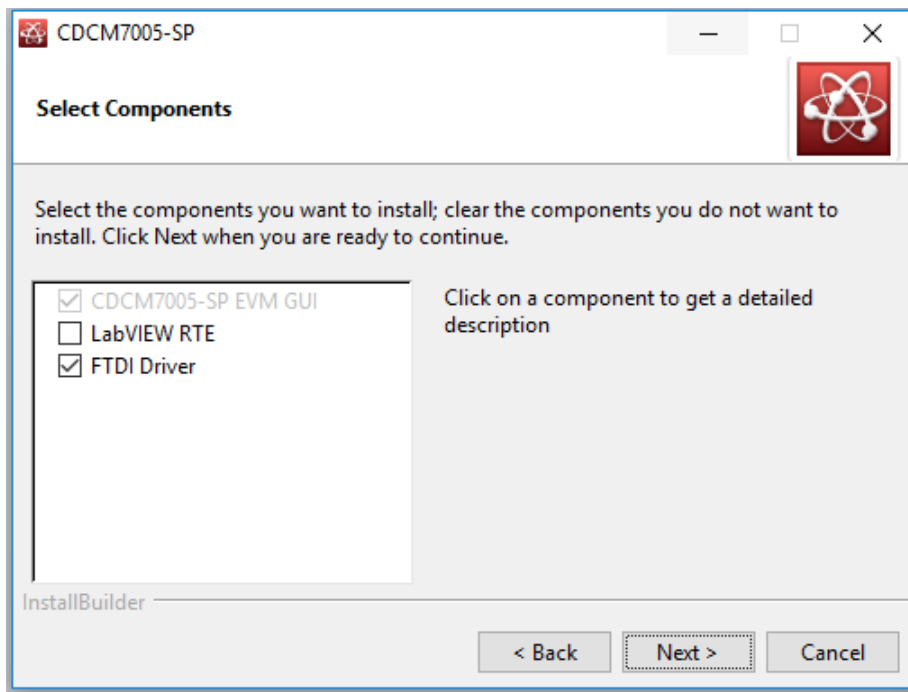 CDCM7005-SP
Select Components
Select the components you want to install; clear the components you do not want to
install. Click Next when you are ready to continue.
CDCM7005-SP EVM GUI
LabVIEW RTE
FTDI Driver
Click on a component to get a detailed
description
InstallBuilder
< Back
Next >
Cancel